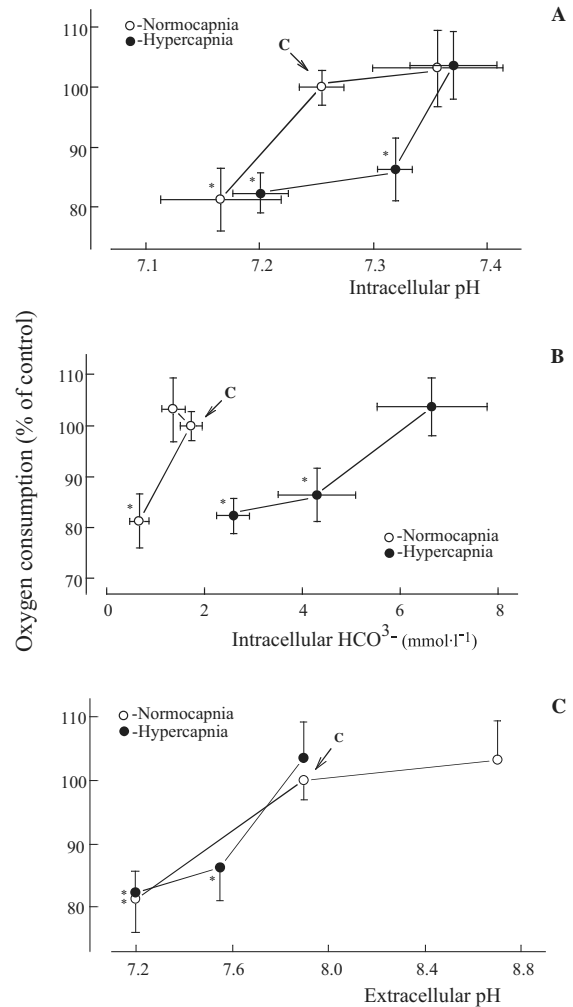 A
-Normocapnia
-Hypercapnia
C
110
100
90
80
*
*
*
7.1 7.2 7.3 7.4
Intracellular pH
Oxygen consumption (% of control)
B
110
100
90
80
70
C
*
*
*
-Normocapnia
-Hypercapnia
0 2 4 6 8
Intracellular HCO3- (mmol·l-1)
C
-Normocapnia
-Hypercapnia
C
110
100
90
80
*
*
*
7.2 7.6 8.0 8.4 8.8
Extracellular pH